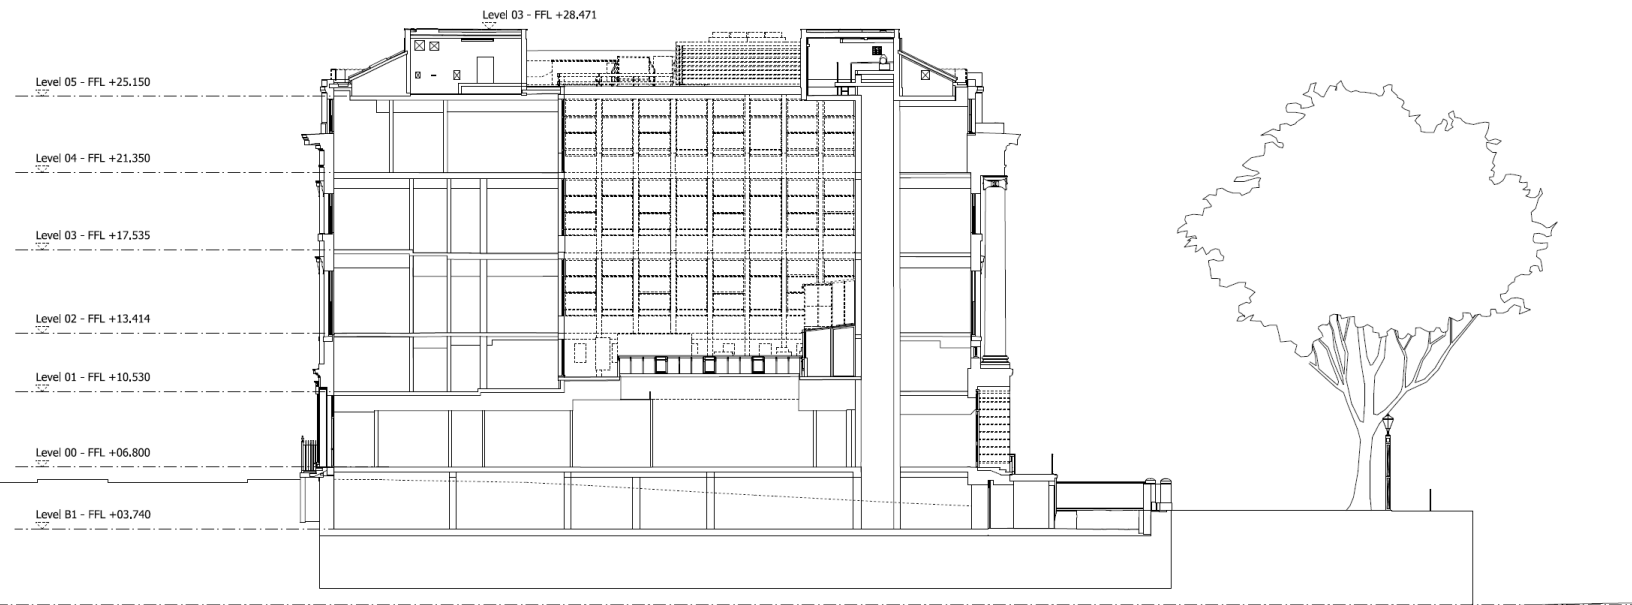 Level 03 - FFL +28.471
Level 05 - FFL +25.150
Level 04 - FFL +21,350
Level 03 - FFL +17,535
Level 02 - FFL +13,414
Level 01 - FFL +10,530
Level 00 - FFL +06.800
Level B1 - FFL +03,740